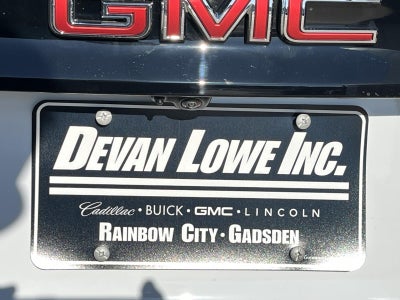 GMC
DEVAN LOWE INC.
Cadillac • BUICK • GMC • LINCOLN
RAINBOW CITY • GADSDEN